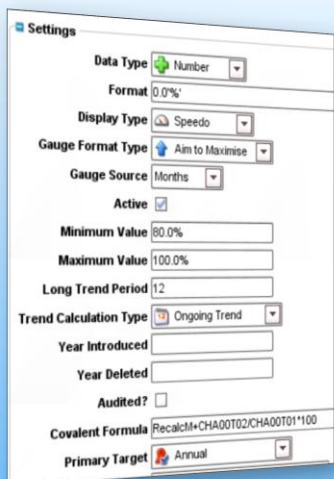 Settings
Data Type Number
Format 0.0'%'
Display Type Speedo
Gauge Format Type Aim to Maximise
Gauge Source Months
Active
Minimum Value 80.0%
Maximum Value 100.0%
Long Trend Period 12
Trend Calculation Type Ongoing Trend
Year Introduced
Year Deleted
Audited?
Covalent Formula RecalcM+CHA00T02/CHA00T01*100
Primary Target Annual